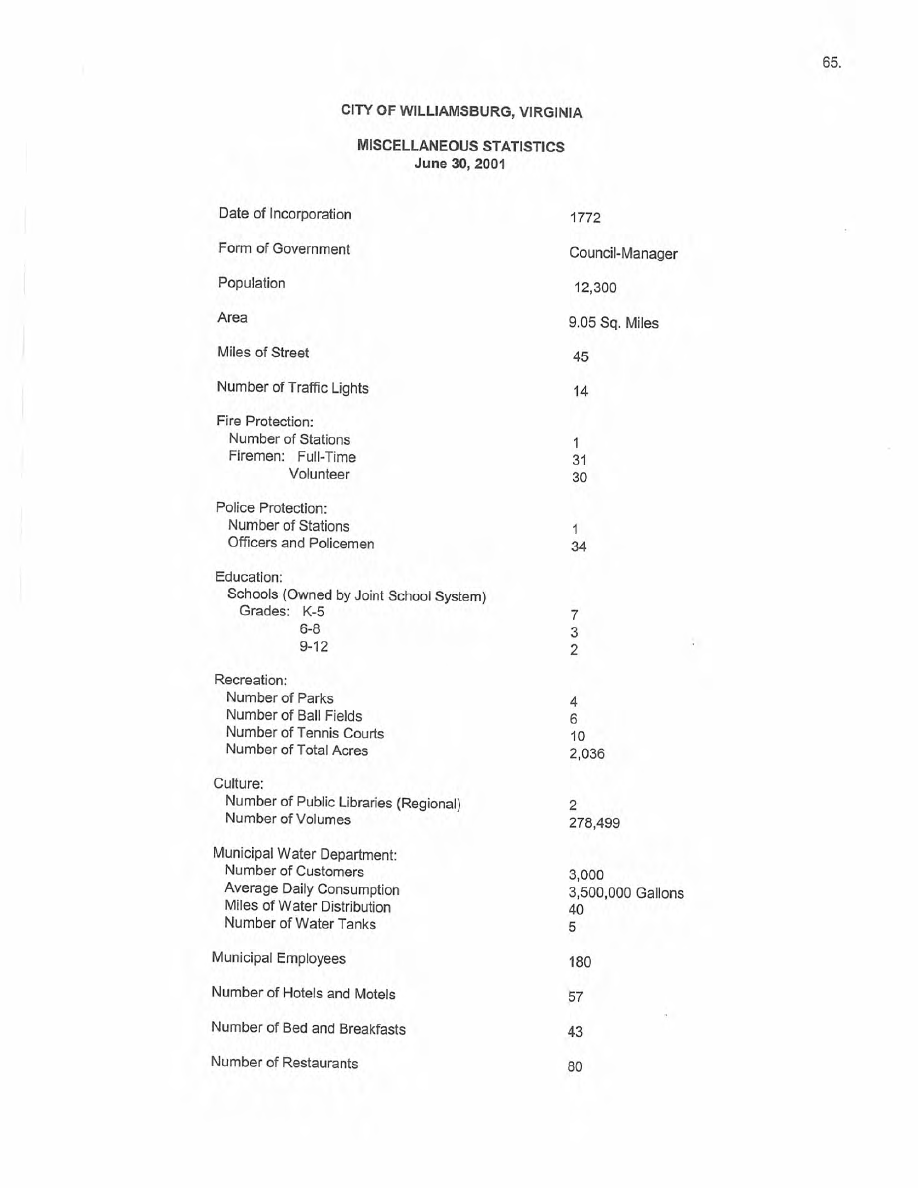 65.
CITY OF WILLIAMSBURG, VIRGINIA
MISCELLANEOUS STATISTICS
June 30, 2001
Date of Incorporation 1772
Form of Government Council-Manager
Population 12,300
Area 9.05 Sq. Miles
Miles of Street 45
Number of Traffic Lights 14
Fire Protection:
Number of Stations 1
Firemen: Full-Time 31
Volunteer 30
Police Protection:
Number of Stations 1
Officers and Policemen 34
Education:
Schools (Owned by Joint School System)
Grades: K-5 7
6-8 3
9-12 2
Recreation:
Number of Parks 4
Number of Ball Fields 6
Number of Tennis Courts 10
Number of Total Acres 2,036
Culture:
Number of Public Libraries (Regional) 2
Number of Volumes 278,499
Municipal Water Department:
Number of Customers 3,000
Average Daily Consumption 3,500,000 Gallons
Miles of Water Distribution 40
Number of Water Tanks 5
Municipal Employees 180
Number of Hotels and Motels 57
Number of Bed and Breakfasts 43
Number of Restaurants 80